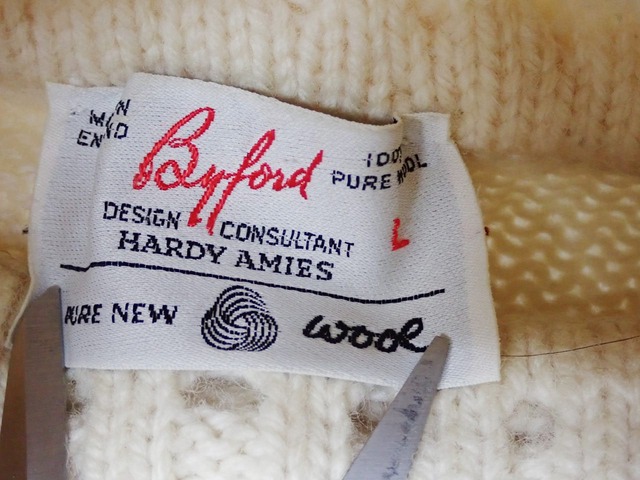 Byford
100%
PURE WOOL
DESIGN CONSULTANT
L
HARDY AMIES
PURE NEW wool